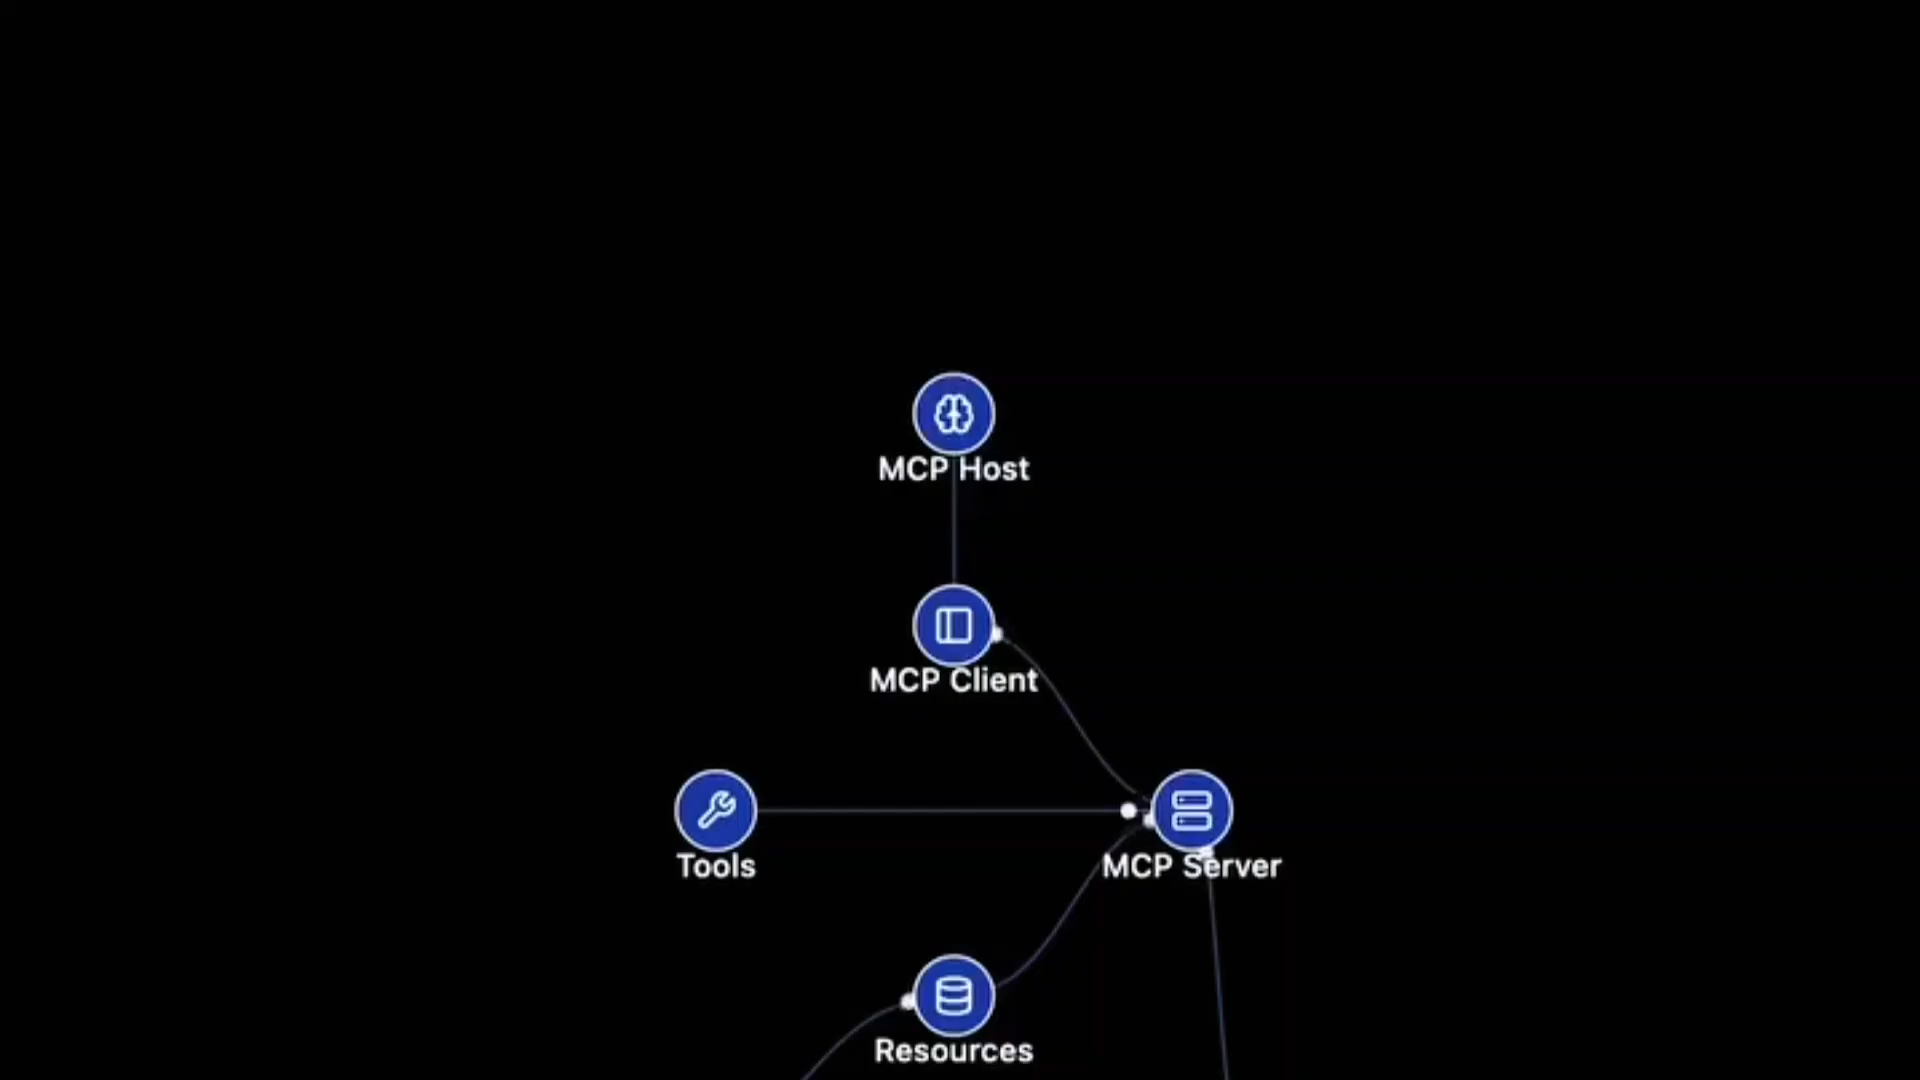 MCP Host
MCP Client
Tools
MCP Server
Resources